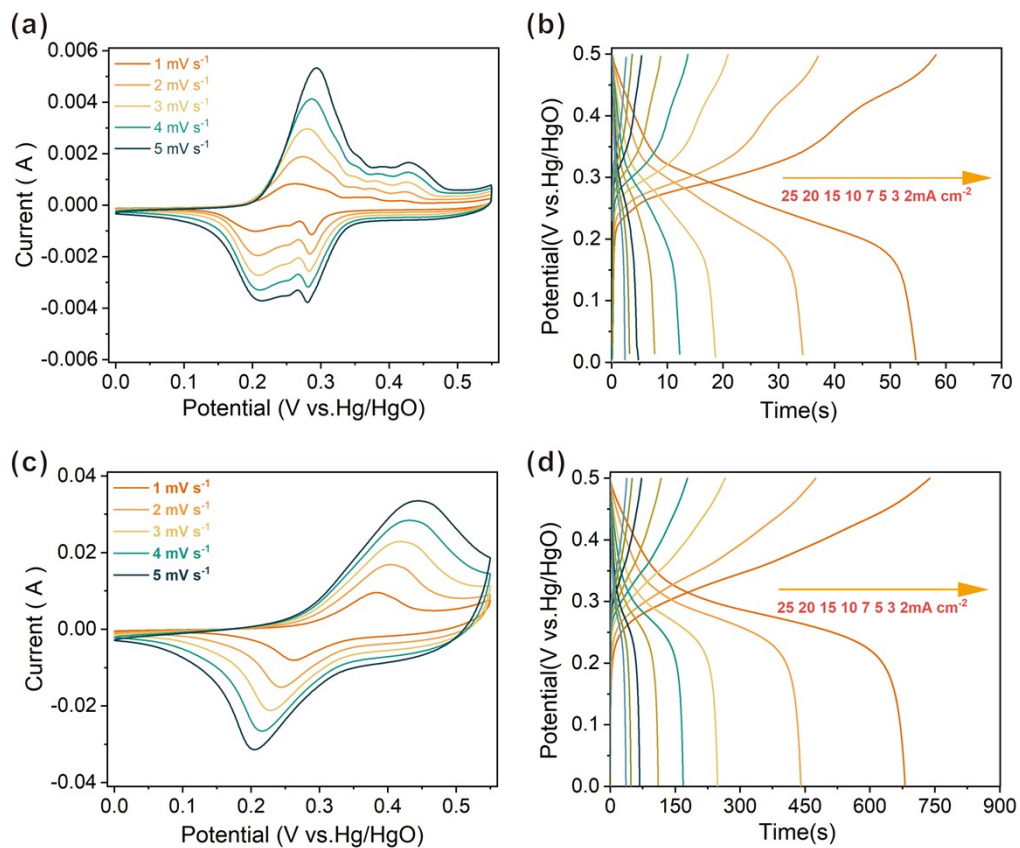 (a)
0.006
0.004
0.002
0.000
-0.002
-0.004
-0.006
Current ( A )
1 mV s⁻¹
2 mV s⁻¹
3 mV s⁻¹
4 mV s⁻¹
5 mV s⁻¹
0.0 0.1 0.2 0.3 0.4 0.5
Potential (V vs.Hg/HgO)
(b)
0.5
0.4
0.3
0.2
0.1
0.0
Potential(V vs.Hg/HgO)
25 20 15 10 7 5 3 2mA cm⁻²
0 10 20 30 40 50 60 70
Time(s)
(c)
0.04
0.02
0.00
-0.02
-0.04
Current ( A )
1 mV s⁻¹
2 mV s⁻¹
3 mV s⁻¹
4 mV s⁻¹
5 mV s⁻¹
0.0 0.1 0.2 0.3 0.4 0.5
Potential (V vs.Hg/HgO)
(d)
0.5
0.4
0.3
0.2
0.1
0.0
Potential(V vs.Hg/HgO)
25 20 15 10 7 5 3 2mA cm⁻²
0 150 300 450 600 750 900
Time(s)